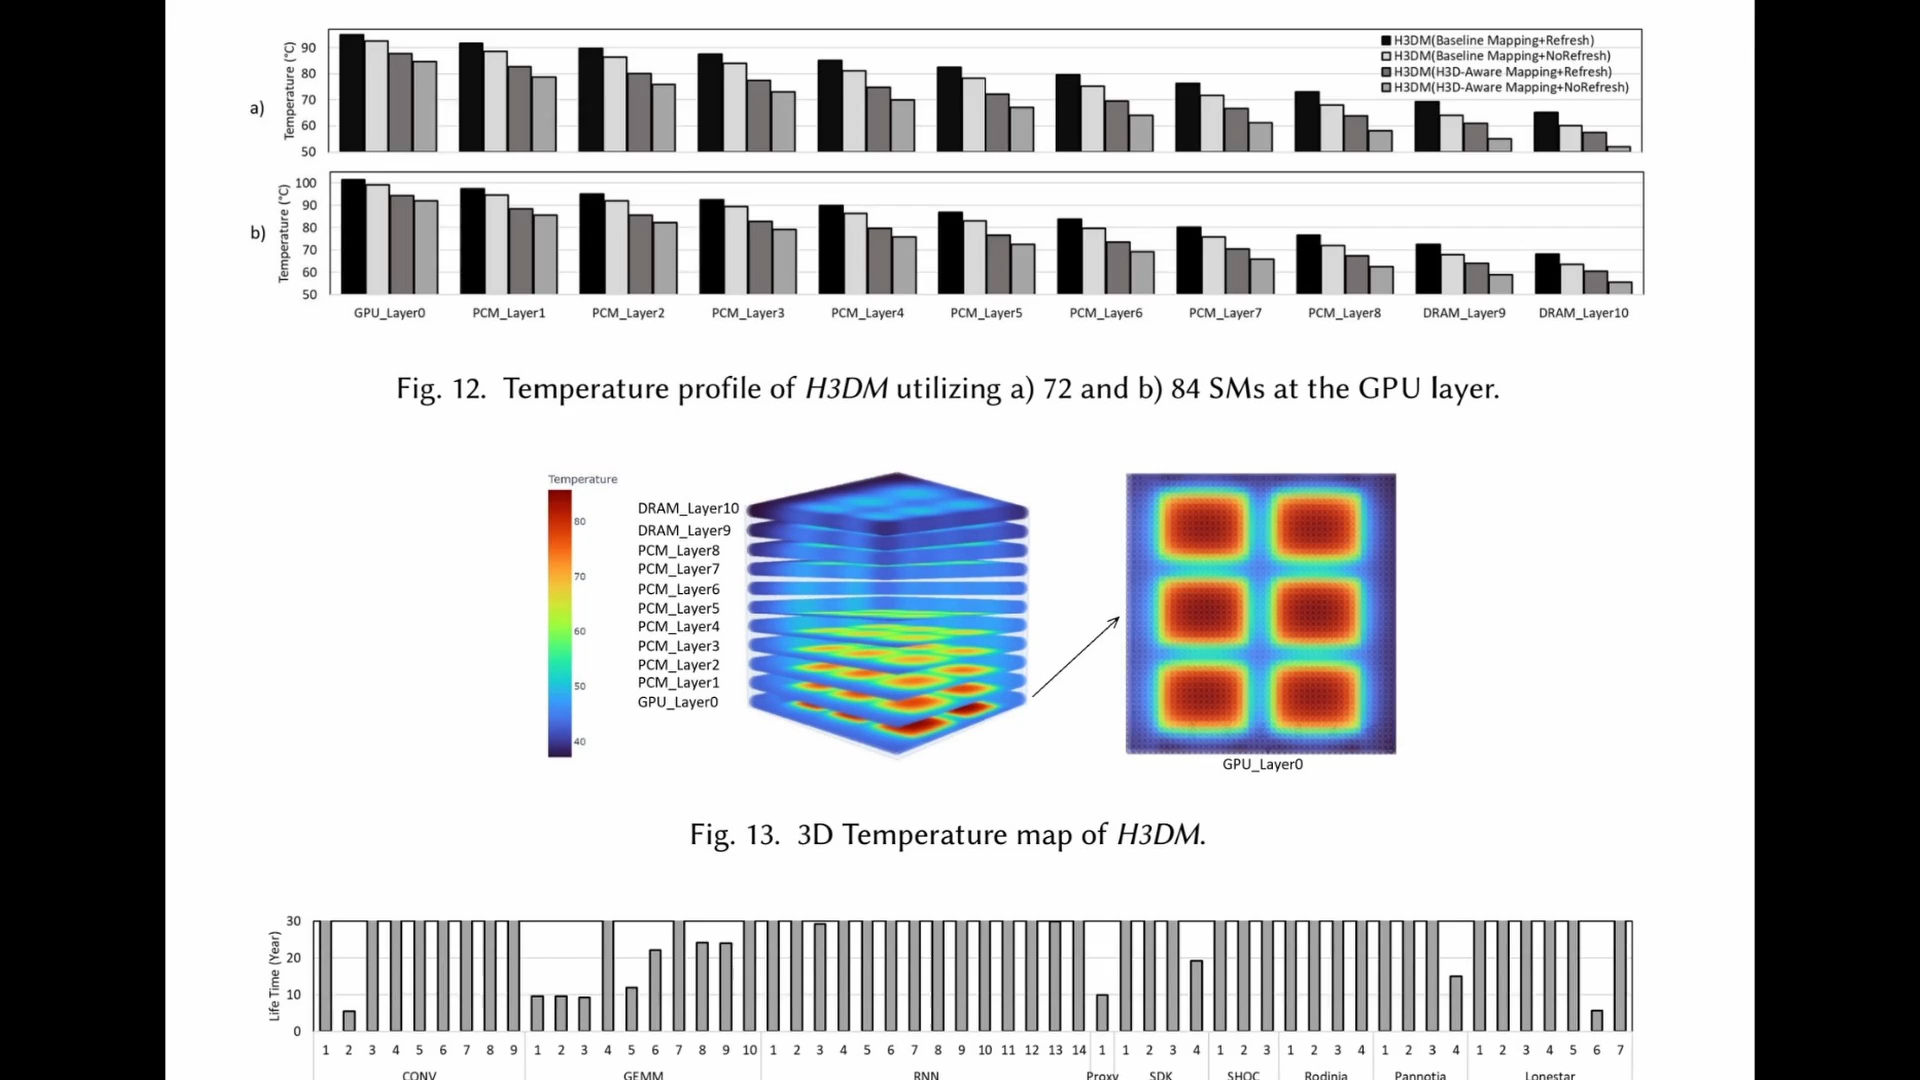 a)
Temperature (°C)
90
80
70
60
50
H3DM(Baseline Mapping+Refresh)
H3DM(Baseline Mapping+NoRefresh)
H3DM(H3D-Aware Mapping+Refresh)
H3DM(H3D-Aware Mapping+NoRefresh)
b)
Temperature (°C)
100
90
80
70
60
50
GPU_Layer0 PCM_Layer1 PCM_Layer2 PCM_Layer3 PCM_Layer4 PCM_Layer5 PCM_Layer6 PCM_Layer7 PCM_Layer8 DRAM_Layer9 DRAM_Layer10
Fig. 12. Temperature profile of H3DM utilizing a) 72 and b) 84 SMs at the GPU layer.
Temperature
80
70
60
50
40
DRAM_Layer10
DRAM_Layer9
PCM_Layer8
PCM_Layer7
PCM_Layer6
PCM_Layer5
PCM_Layer4
PCM_Layer3
PCM_Layer2
PCM_Layer1
GPU_Layer0
GPU_Layer0
Fig. 13. 3D Temperature map of H3DM.
Life Time (Year)
30
20
10
0
1 2 3 4 5 6 7 8 9 1 2 3 4 5 6 7 8 9 10 1 2 3 4 5 6 7 8 9 10 11 12 13 14 1 1 2 3 4 1 2 3 1 2 3 4 1 2 3 4 1 2 3 4 5 6 7
CONV GEMM RNN Proxy SDK SHOC Rodinia Pannotia Lonestar